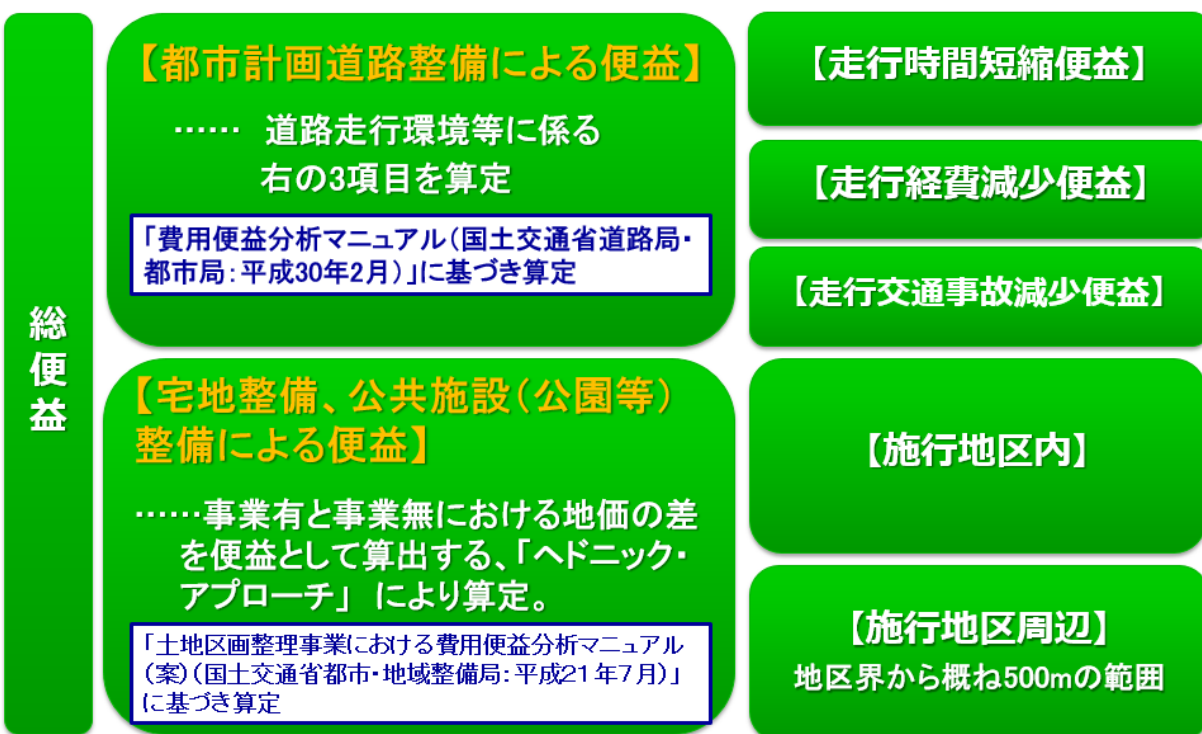 総便益
【都市計画道路整備による便益】
…… 道路走行環境等に係る
右の3項目を算定
「費用便益分析マニュアル(国土交通省道路局・
都市局:平成30年2月)」に基づき算定
【走行時間短縮便益】
【走行経費減少便益】
【走行交通事故減少便益】
【宅地整備、公共施設(公園等)
整備による便益】
……事業有と事業無における地価の差
を便益として算出する、「ヘドニック・
アプローチ」 により算定。
「土地区画整理事業における費用便益分析マニュアル
(案)(国土交通省都市・地域整備局:平成21年7月)」
に基づき算定
【施行地区内】
【施行地区周辺】
地区界から概ね500mの範囲